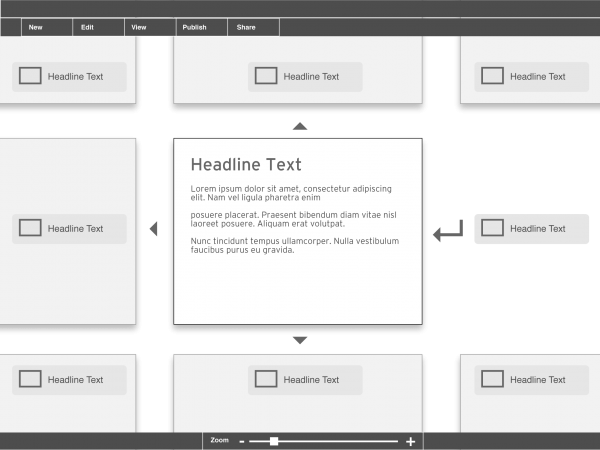 New Edit View Publish Share
Headline Text Headline Text Headline Text
Headline Text
Lorem ipsum dolor sit amet, consectetur adipiscing
elit. Nam vel ligula pharetra enim
posuere placerat. Praesent bibendum diam vitae nisl
laoreet posuere. Aliquam erat volutpat.
Nunc tincidunt tempus ullamcorper. Nulla vestibulum
faucibus purus eu gravida.
Headline Text
Headline Text
Headline Text Headline Text Headline Text
Zoom - +